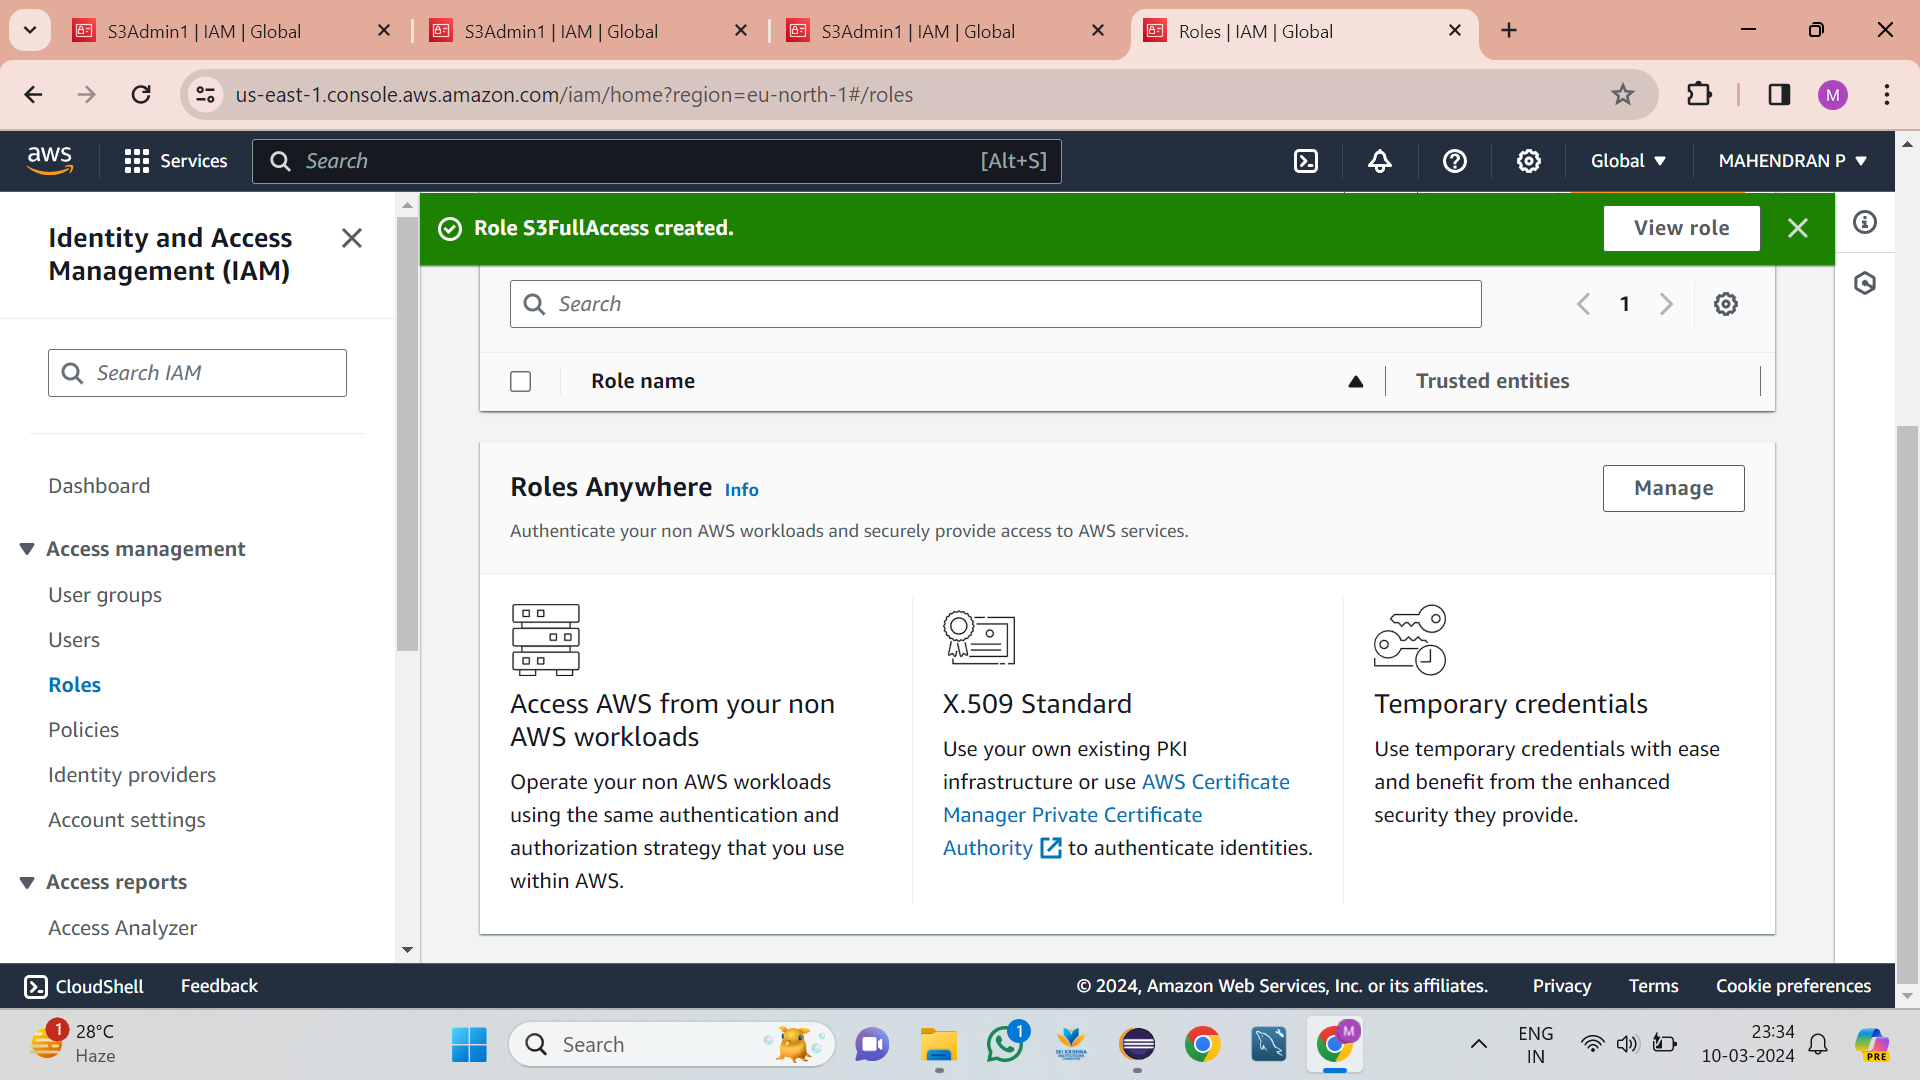 S3Admin1 | IAM | Global
S3Admin1 | IAM | Global
S3Admin1 | IAM | Global
Roles | IAM | Global
us-east-1.console.aws.amazon.com/iam/home?region=eu-north-1#/roles
M
aws
Services
Search
[Alt+S]
Global
MAHENDRAN P
Identity and Access
Management (IAM)
Search IAM
Dashboard
Access management
User groups
Users
Roles
Policies
Identity providers
Account settings
Access reports
Access Analyzer
Role S3FullAccess created.
View role
Search
1
Role name
Trusted entities
Roles Anywhere Info
Manage
Authenticate your non AWS workloads and securely provide access to AWS services.
Access AWS from your non
AWS workloads
Operate your non AWS workloads
using the same authentication and
authorization strategy that you use
within AWS.
X.509 Standard
Use your own existing PKI
infrastructure or use AWS Certificate
Manager Private Certificate
Authority to authenticate identities.
Temporary credentials
Use temporary credentials with ease
and benefit from the enhanced
security they provide.
CloudShell
Feedback
© 2024, Amazon Web Services, Inc. or its affiliates.
Privacy
Terms
Cookie preferences
1
28°C
Haze
Search
1
SRI KRISHNA
INSTITUTIONS
M
ENG
IN
23:34
10-03-2024
PRE